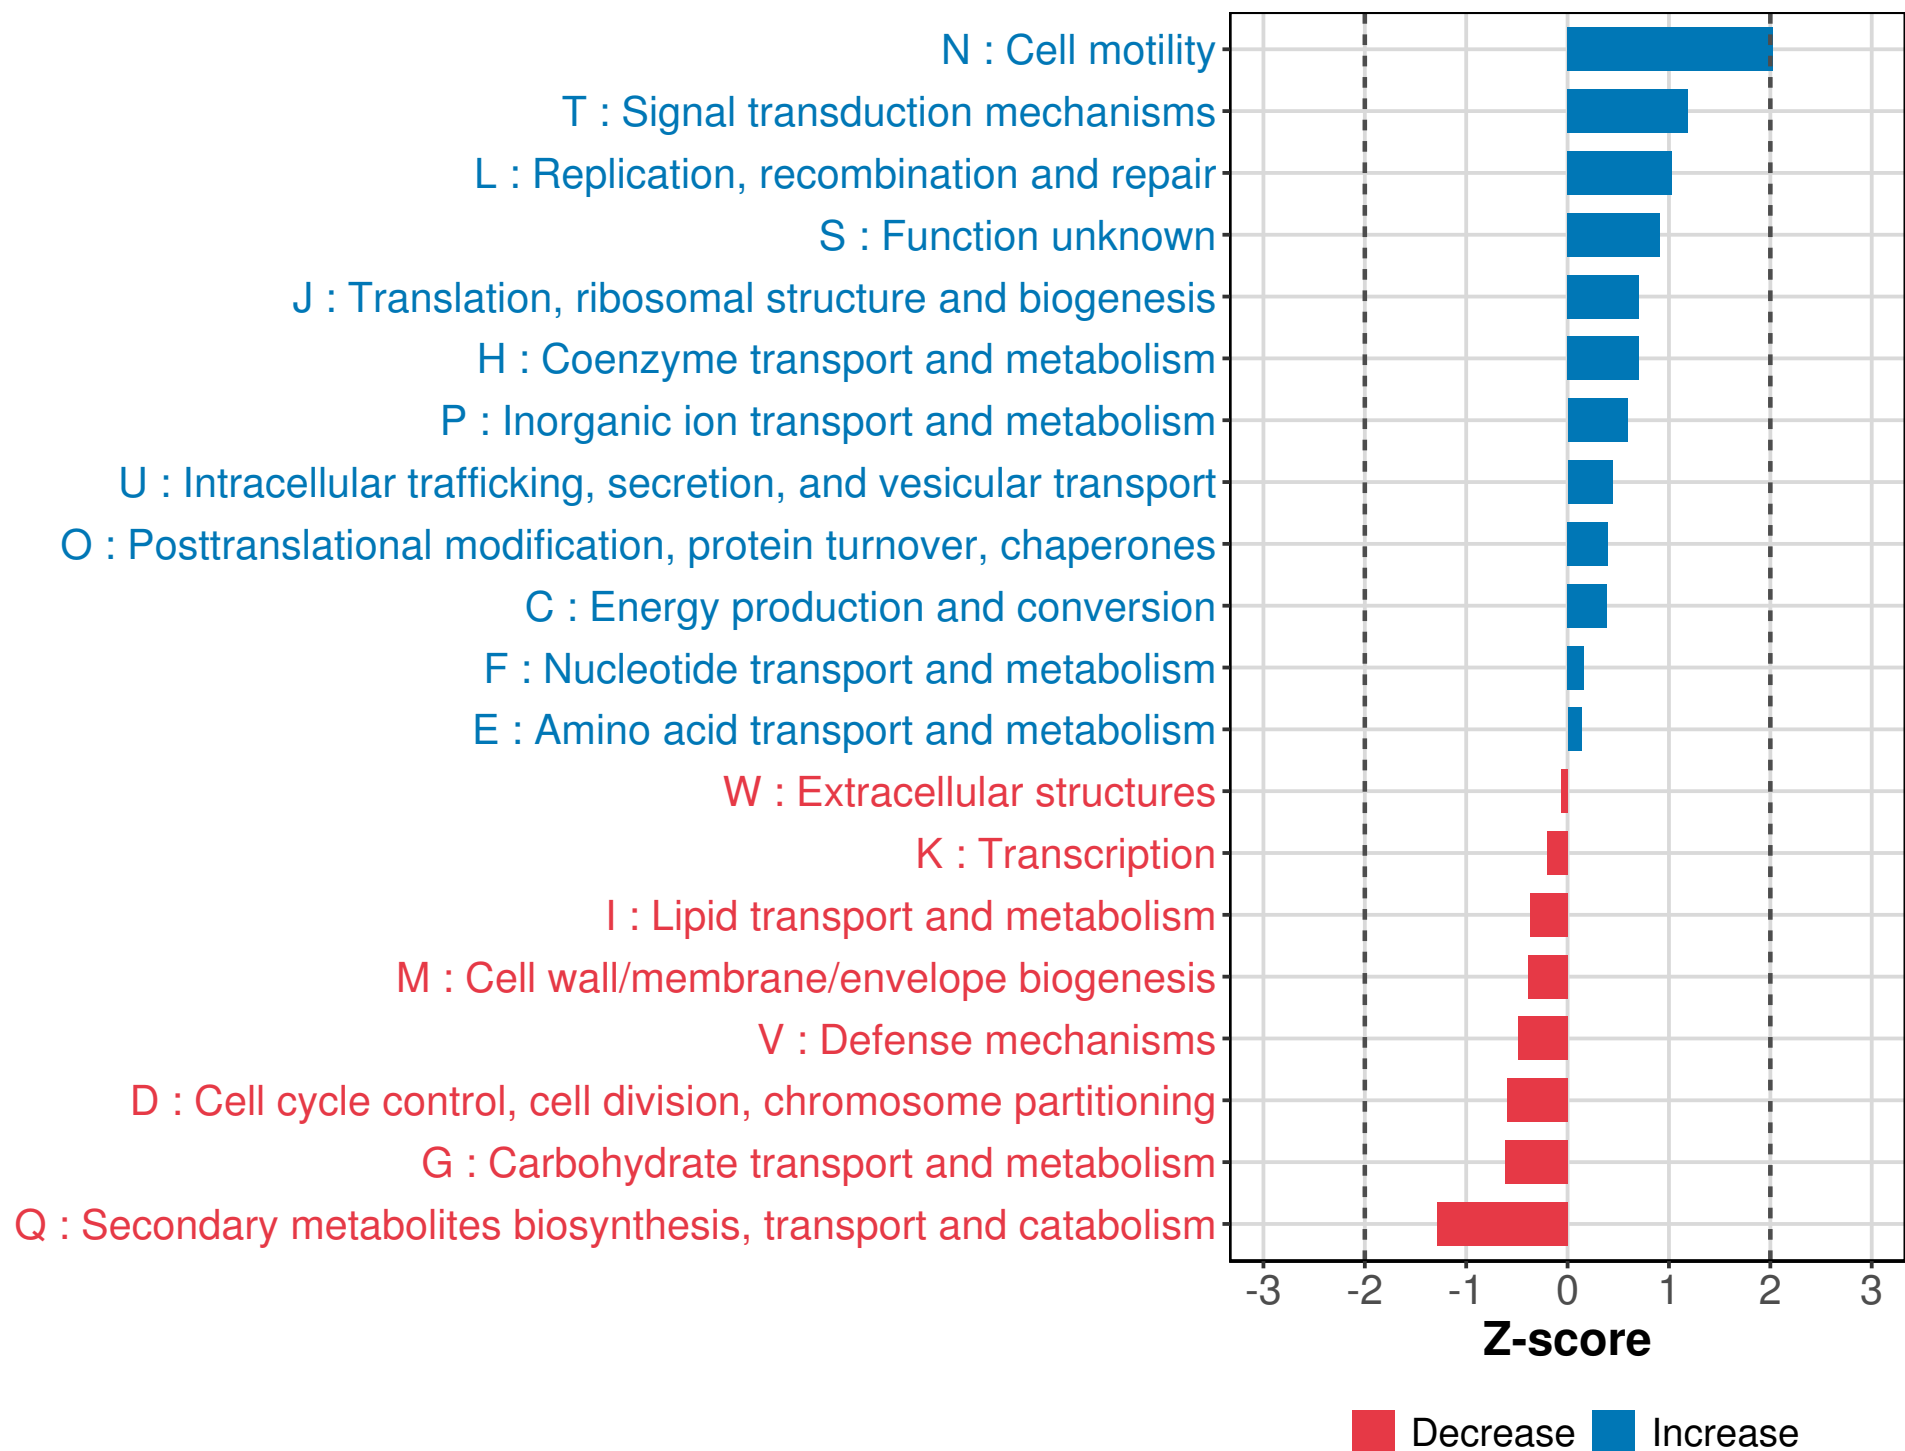 N : Cell motility
T : Signal transduction mechanisms
L : Replication, recombination and repair
S : Function unknown
J : Translation, ribosomal structure and biogenesis
H : Coenzyme transport and metabolism
P : Inorganic ion transport and metabolism
U : Intracellular trafficking, secretion, and vesicular transport
O : Posttranslational modification, protein turnover, chaperones
C : Energy production and conversion
F : Nucleotide transport and metabolism
E : Amino acid transport and metabolism
W : Extracellular structures
K : Transcription
I : Lipid transport and metabolism
M : Cell wall/membrane/envelope biogenesis
V : Defense mechanisms
D : Cell cycle control, cell division, chromosome partitioning
G : Carbohydrate transport and metabolism
Q : Secondary metabolites biosynthesis, transport and catabolism
-3 -2 -1 0 1 2 3
Z-score
Decrease Increase